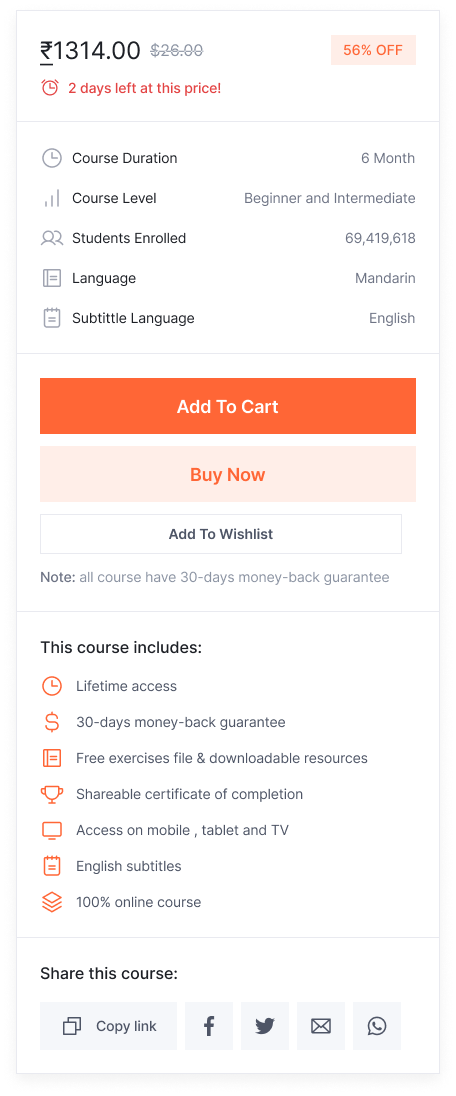 ₹1314.00 $26.00 56% OFF
2 days left at this price!
Course Duration 6 Month
Course Level Beginner and Intermediate
Students Enrolled 69,419,618
Language Mandarin
Subtittle Language English
Add To Cart
Buy Now
Add To Wishlist
Note: all course have 30-days money-back guarantee
This course includes:
Lifetime access
30-days money-back guarantee
Free exercises file & downloadable resources
Shareable certificate of completion
Access on mobile , tablet and TV
English subtitles
100% online course
Share this course:
Copy link